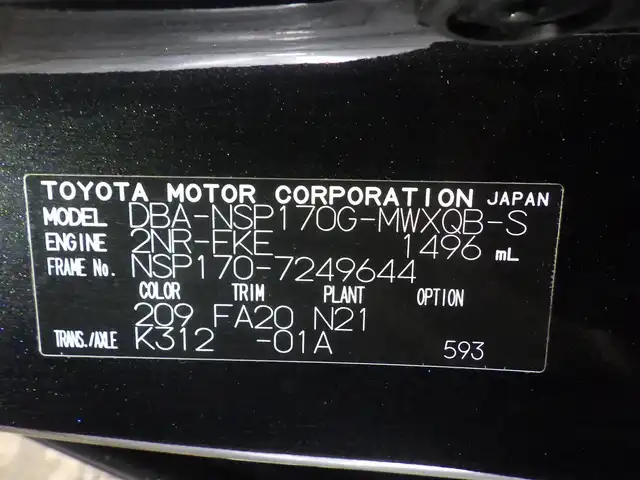 TOYOTA MOTOR CORPORATION JAPAN
MODEL DBA-NSP170G-MWXQB-S
ENGINE 2NR-FKE 1496 mL
FRAME No. NSP170-7249644
COLOR TRIM PLANT OPTION
209 FA20 N21
TRANS./AXLE K312 -01A 593